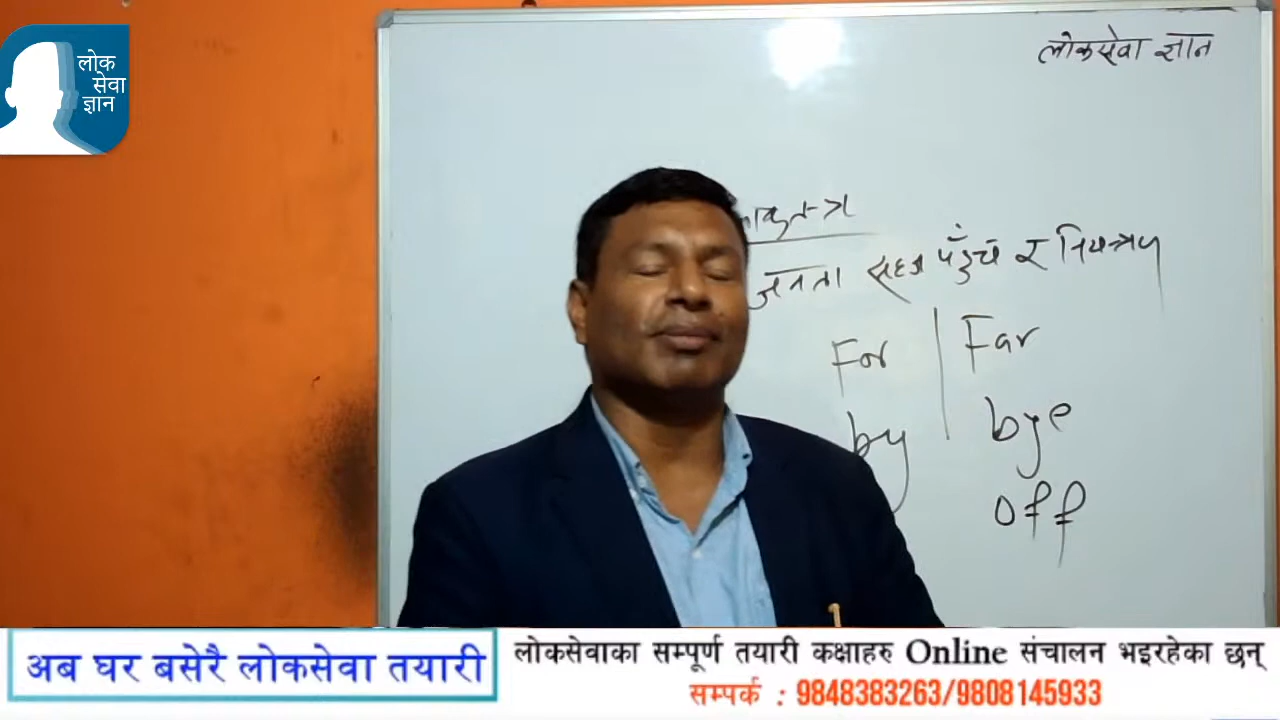 लोक
सेवा
ज्ञान
लोकसेवा ज्ञान
जनता सहज पहुँच र नियन्त्रण
For
Far
by
bye
off
अब घर बसेरै लोकसेवा तयारी
लोकसेवाका सम्पूर्ण तयारी कक्षाहरु Online संचालन भइरहेका छन्
सम्पर्क : 9848383263/9808145933